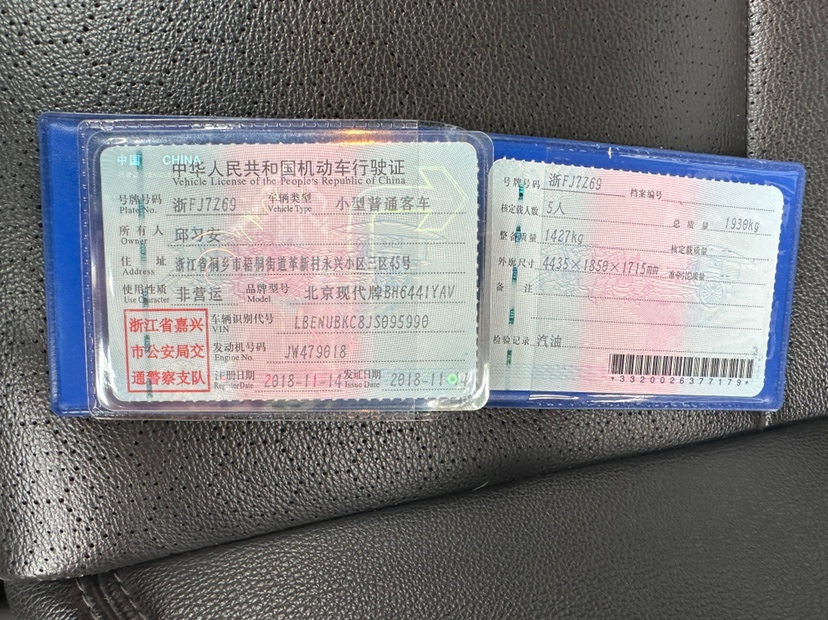 中国 CHINA
中华人民共和国机动车行驶证
Vehicle License of the People's Republic of China
号牌号码 浙FJ7Z69 车辆类型 小型普通客车
Plate No. Vehicle Type
所有人 邱习安
Owner
住址 浙江省桐乡市梧桐街道革新村永兴小区三区45号
Address
使用性质 非营运 品牌型号 北京现代牌BH6441YAV
Use Character Model
浙江省嘉兴
市公安局交
通警察支队
车辆识别代号 LBENUBKC8JS095990
VIN
发动机号码 JW479018
Engine No.
注册日期 2018-11-14 发证日期 2018-11-14
Register Date Issue Date
号牌号码 浙FJ7Z69 档案编号
核定载人数 5人 总质量 1930kg
整备质量 1427kg 核定载质量
外廓尺寸 4435×1850×1715mm 准牵引总质量 --
备注
检验记录 汽油
*3320026377179*